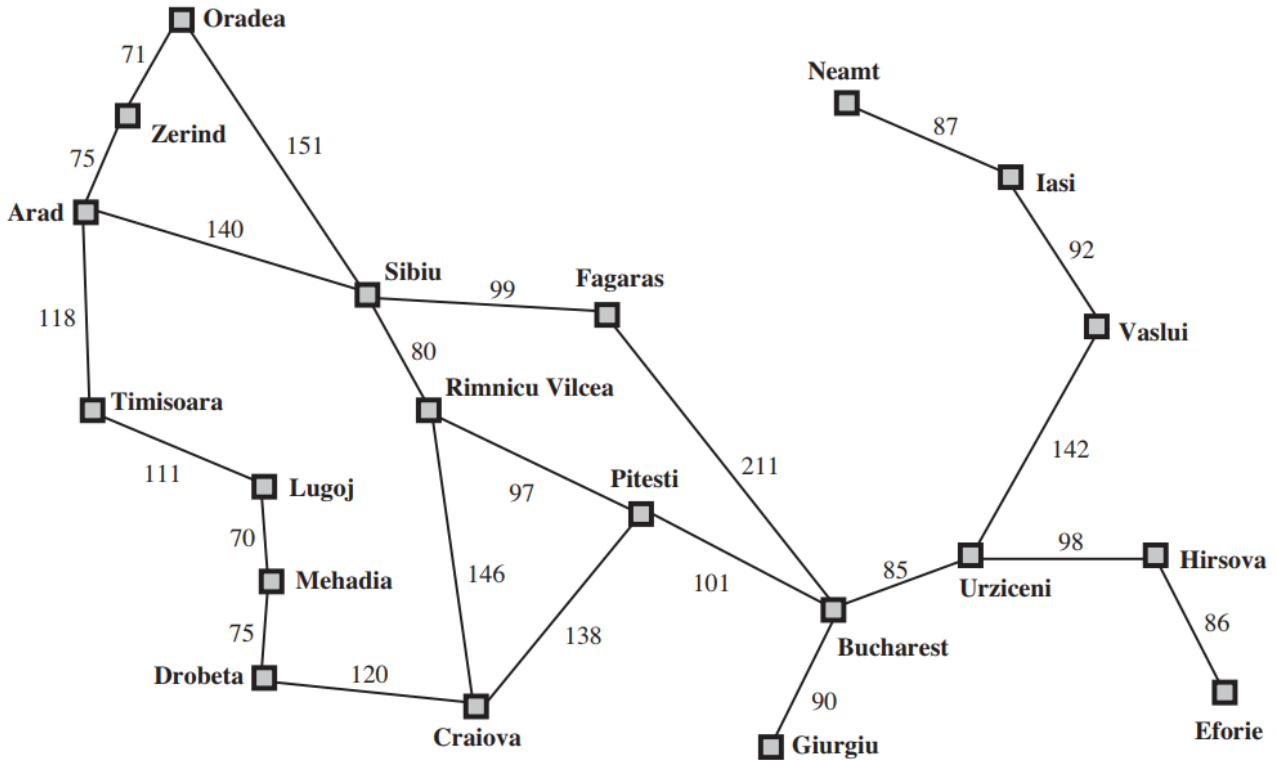 Oradea
71
Neamt
87
Zerind
151
75
Iasi
Arad
140
92
Sibiu
Fagaras
99
118
Vaslui
80
Rimnicu Vilcea
Timisoara
142
211
Pitesti
111
Lugoj
97
70
98
Hirsova
85
146
Mehadia
101
Urziceni
86
75
138
Bucharest
Drobeta
120
90
Eforie
Craiova
Giurgiu